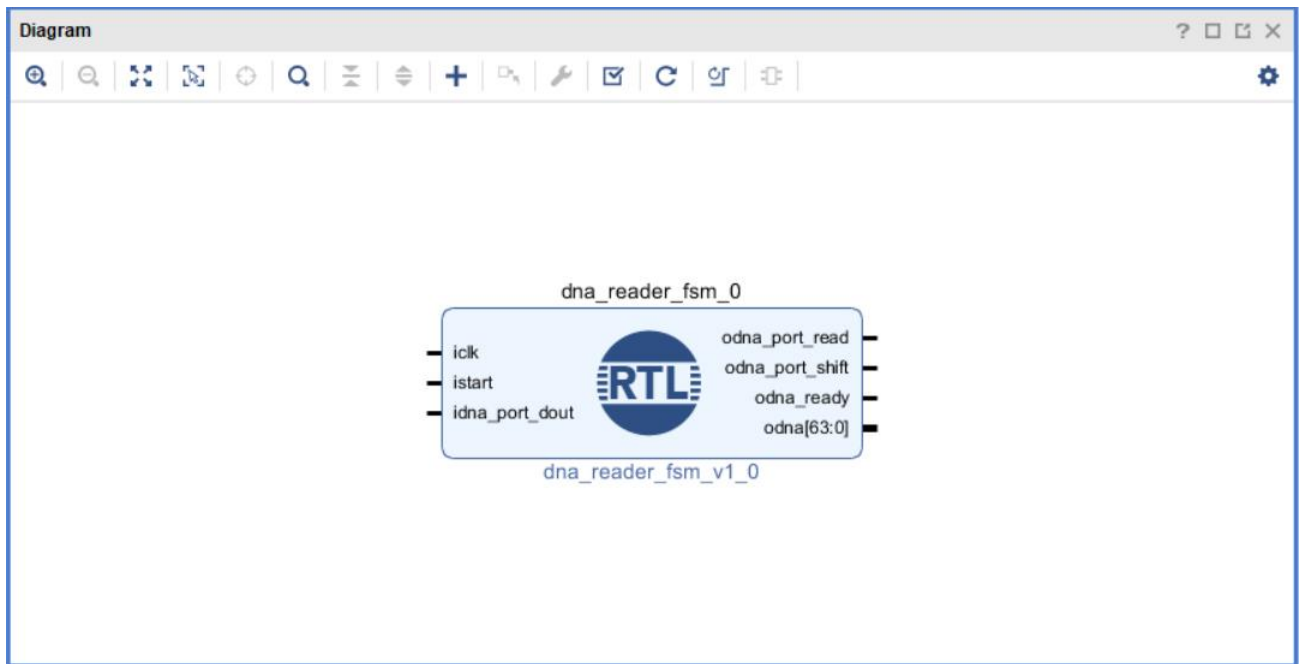 Diagram
dna_reader_fsm_0
iclk
istart
idna_port_dout
RTL
odna_port_read
odna_port_shift
odna_ready
odna[63:0]
dna_reader_fsm_v1_0